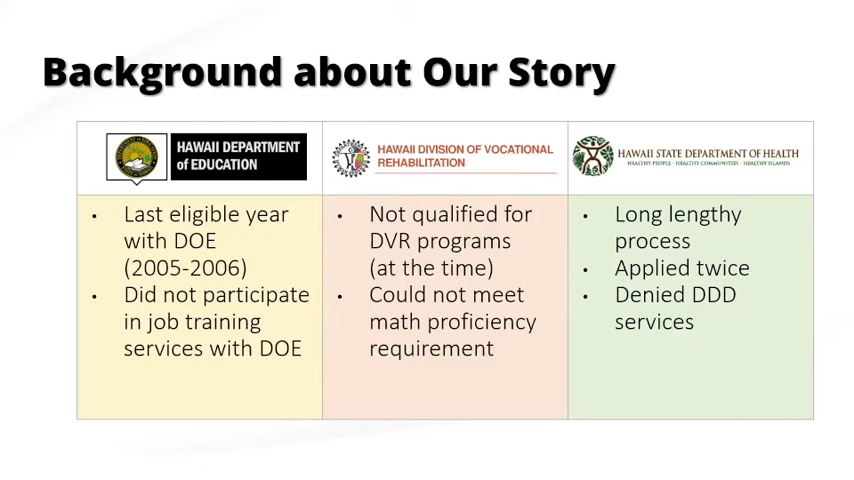 Background about Our Story
HAWAII DEPARTMENT
of EDUCATION
HAWAII DIVISION OF VOCATIONAL
REHABILITATION
HAWAII STATE DEPARTMENT OF HEALTH
HEALTHY PEOPLE · HEALTHY COMMUNITIES · HEALTHY ISLANDS
• Last eligible year
with DOE
(2005-2006)
• Did not participate
in job training
services with DOE
• Not qualified for
DVR programs
(at the time)
• Could not meet
math proficiency
requirement
• Long lengthy
process
• Applied twice
• Denied DDD
services